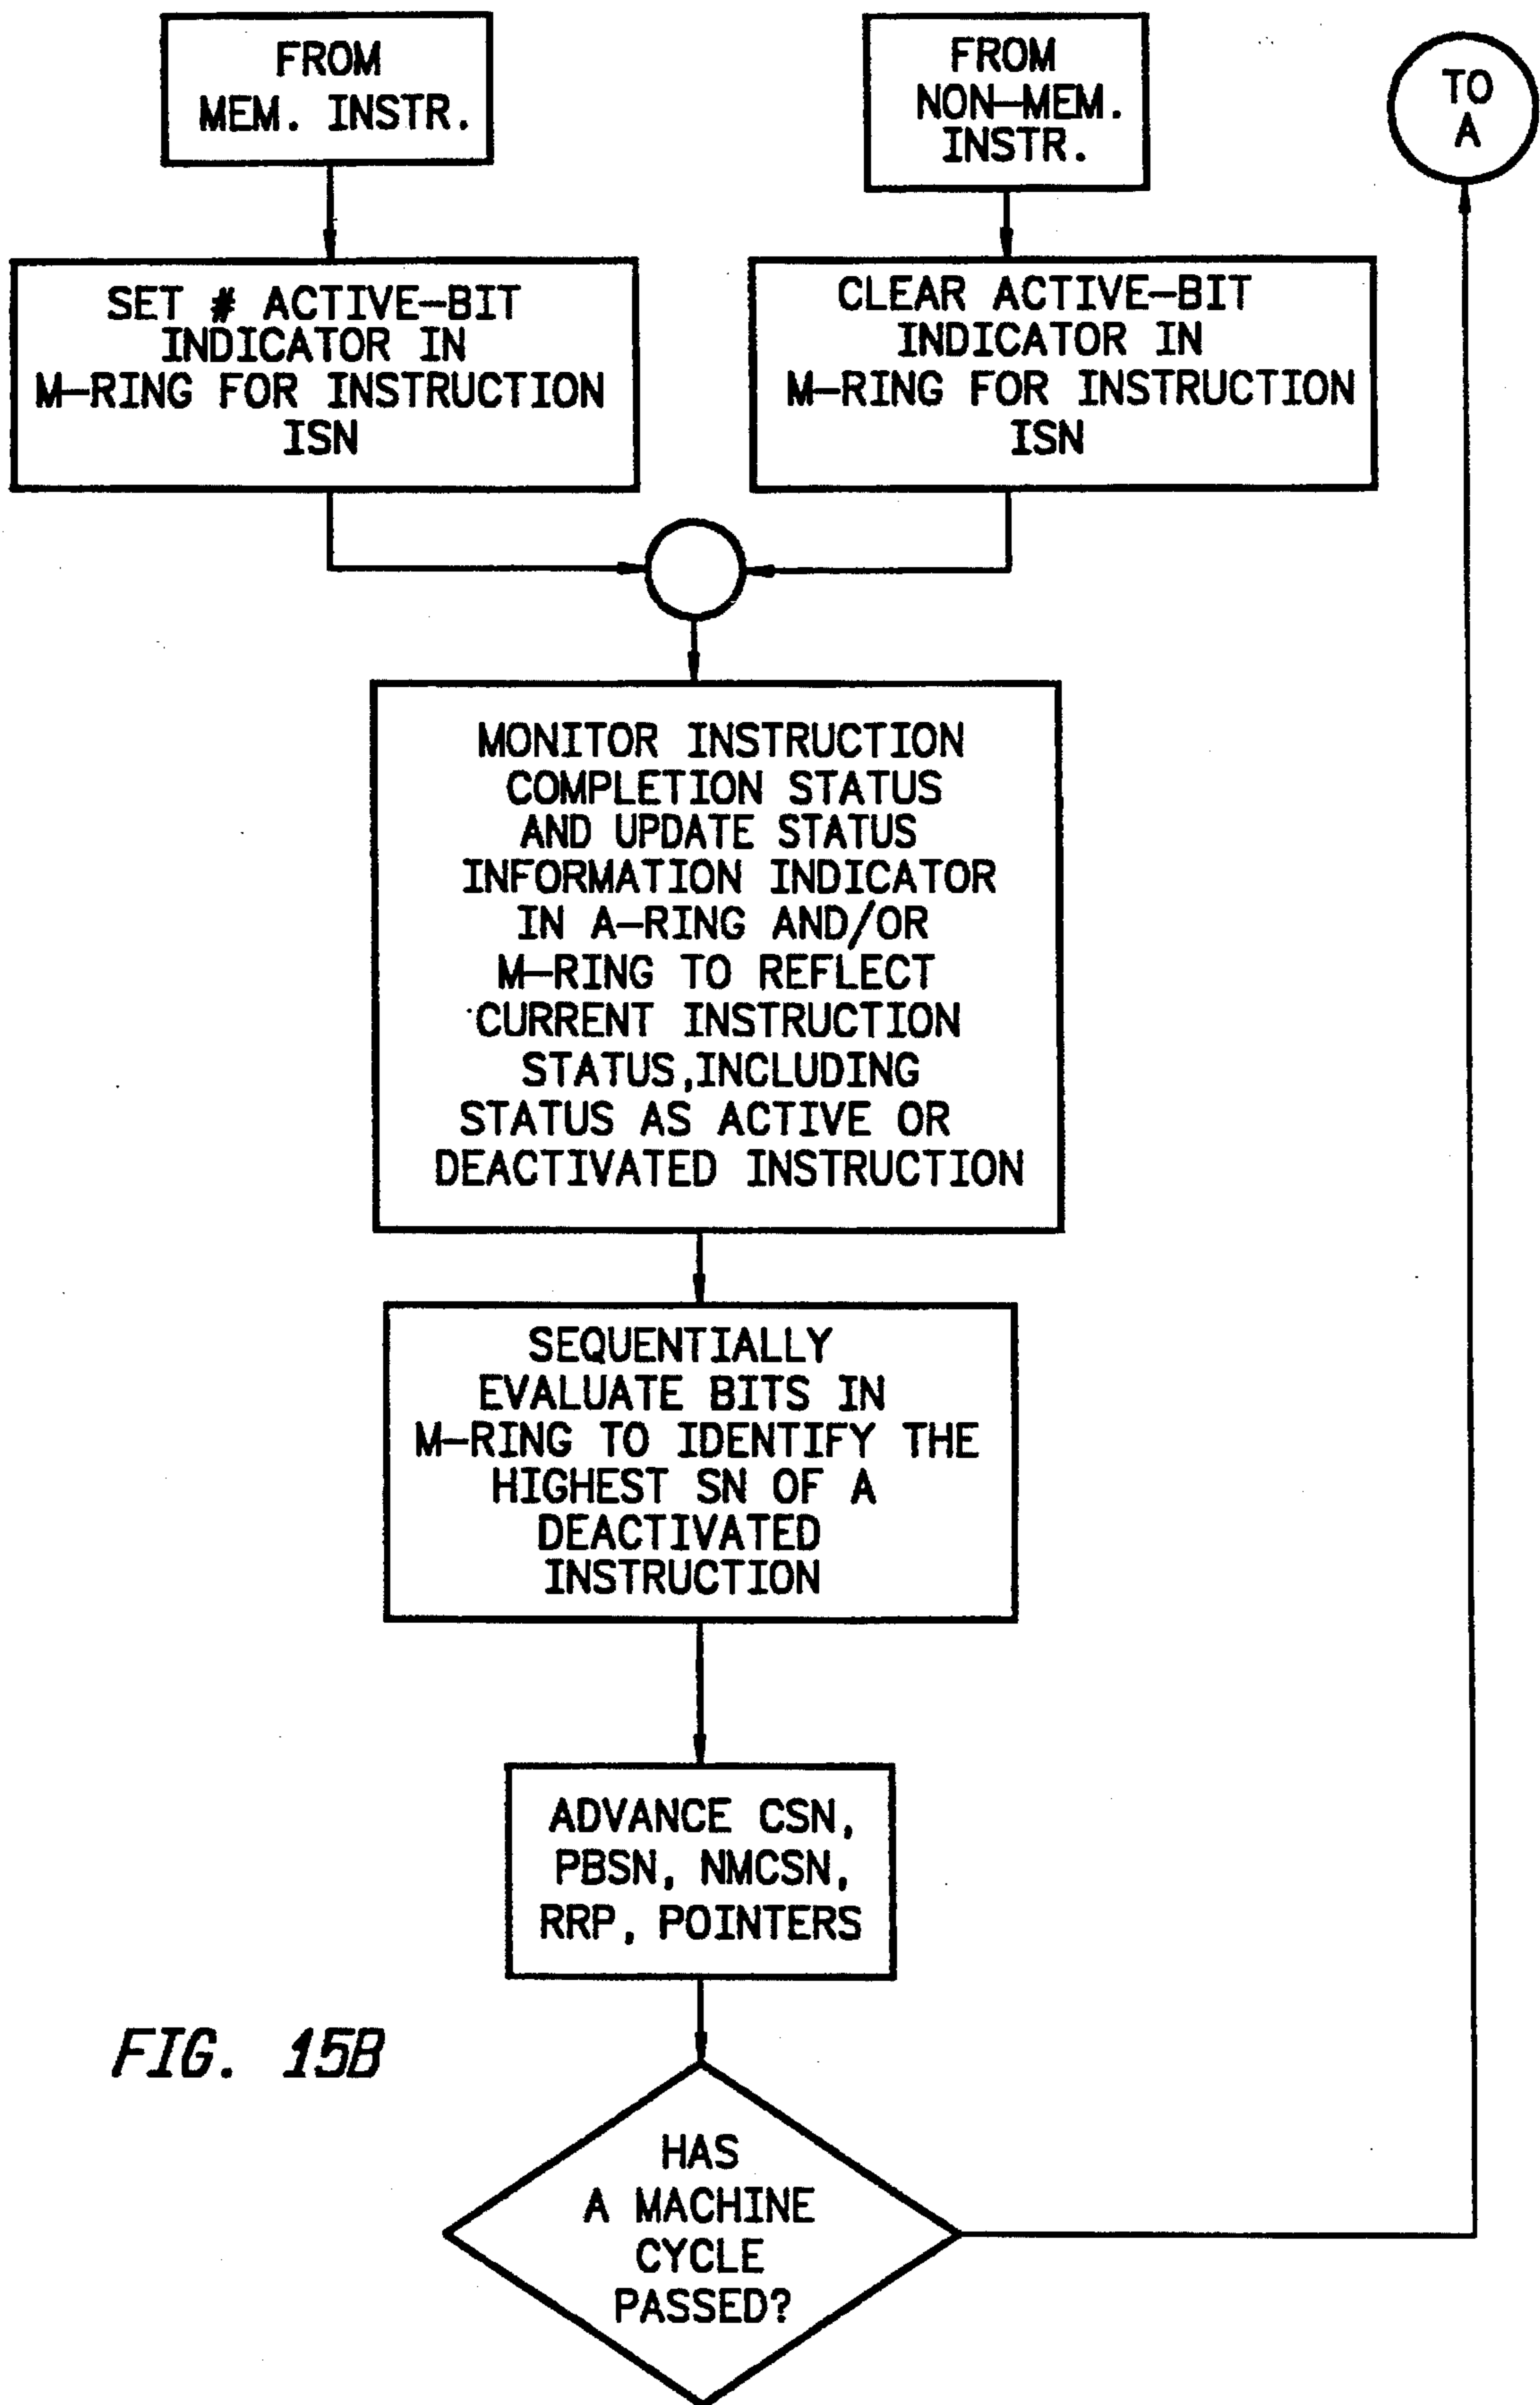 FROM
MEM. INSTR.
FROM
NON-MEM.
INSTR.
TO
A
SET # ACTIVE-BIT
INDICATOR IN
M-RING FOR INSTRUCTION
ISN
CLEAR ACTIVE-BIT
INDICATOR IN
M-RING FOR INSTRUCTION
ISN
MONITOR INSTRUCTION
COMPLETION STATUS
AND UPDATE STATUS
INFORMATION INDICATOR
IN A-RING AND/OR
M-RING TO REFLECT
CURRENT INSTRUCTION
STATUS,INCLUDING
STATUS AS ACTIVE OR
DEACTIVATED INSTRUCTION
SEQUENTIALLY
EVALUATE BITS IN
M-RING TO IDENTIFY THE
HIGHEST SN OF A
DEACTIVATED
INSTRUCTION
ADVANCE CSN,
PBSN, NMCSN,
RRP, POINTERS
FIG. 15B
HAS
A MACHINE
CYCLE
PASSED?